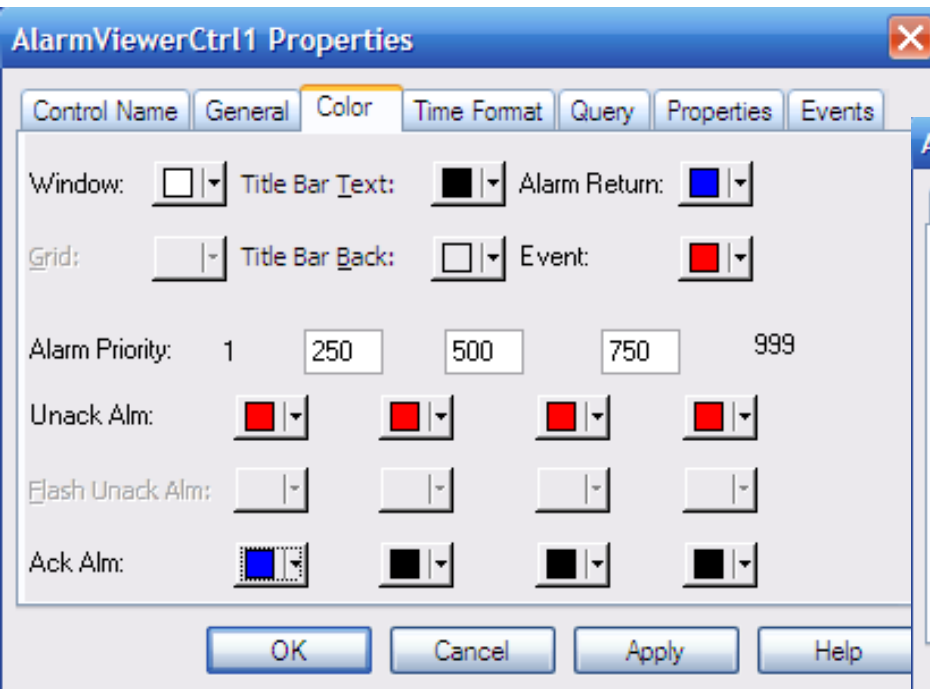 AlarmViewerCtrl1 Properties
Control Name General Color Time Format Query Properties Events
Window: Title Bar Text: Alarm Return:
Grid: Title Bar Back: Event:
Alarm Priority: 1 250 500 750 999
Unack Alm:
Flash Unack Alm:
Ack Alm:
OK Cancel Apply Help